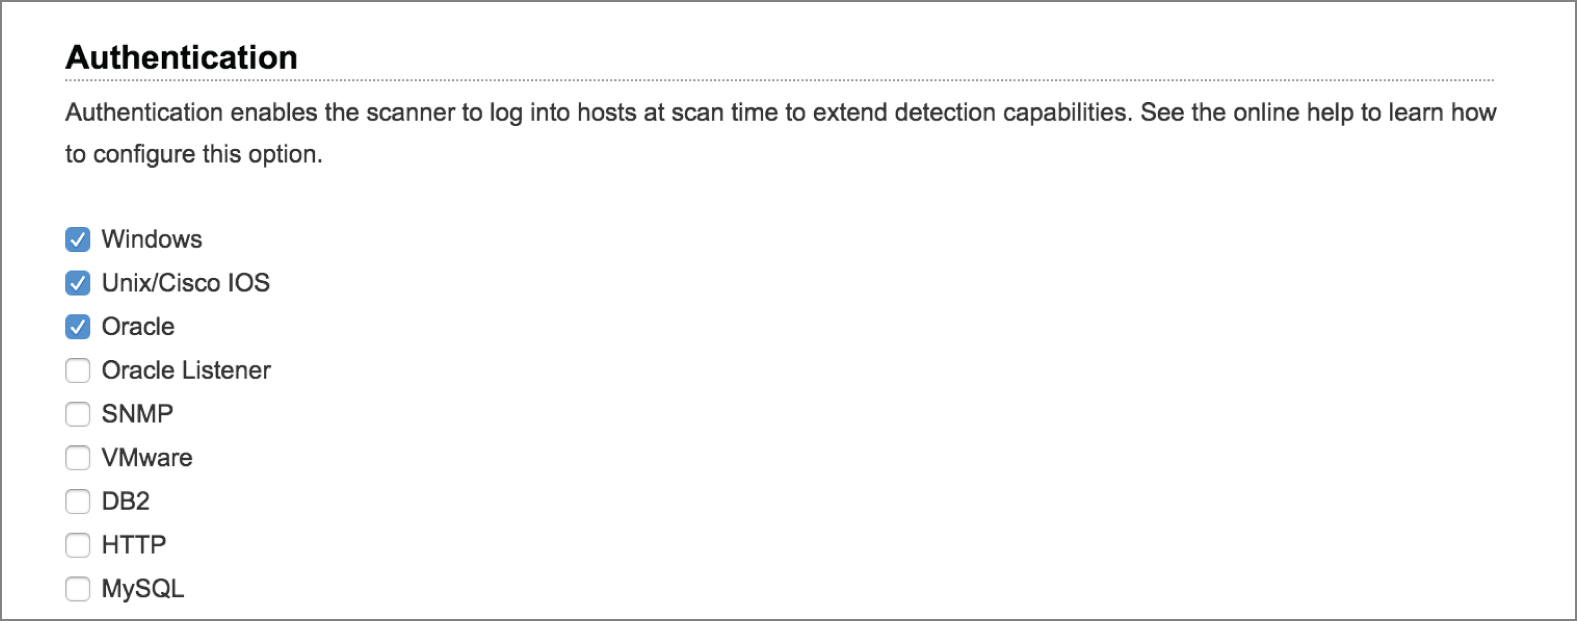 Authentication
Authentication enables the scanner to log into hosts at scan time to extend detection capabilities. See the online help to learn how
to configure this option.
Windows
Unix/Cisco IOS
Oracle
Oracle Listener
SNMP
VMware
DB2
HTTP
MySQL